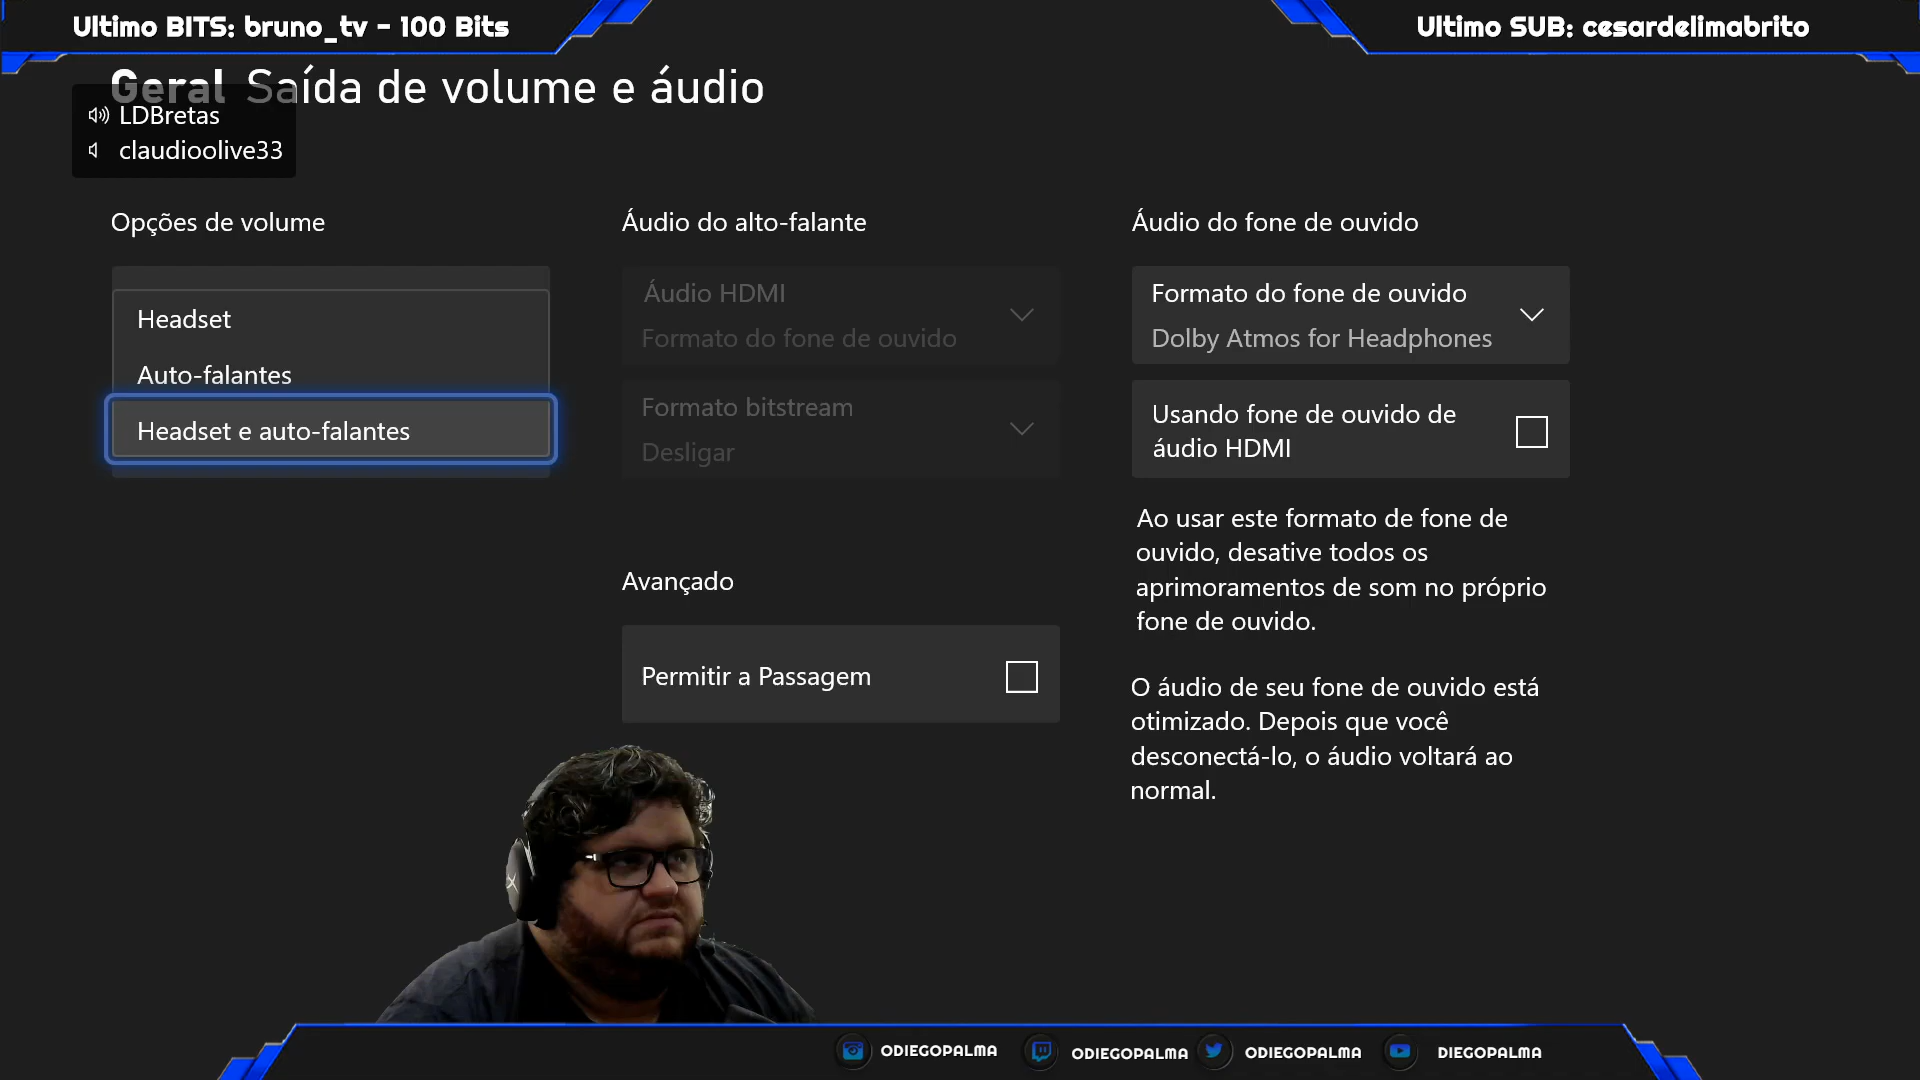 Ultimo BITS: bruno_tv - 100 Bits
Ultimo SUB: cesardelimabrito
Geral Saída de volume e áudio
LDBretas
claudioolive33
Opções de volume
Headset
Auto-falantes
Headset e auto-falantes
Áudio do alto-falante
Áudio HDMI
Formato do fone de ouvido
Formato bitstream
Desligar
Avançado
Permitir a Passagem
Áudio do fone de ouvido
Formato do fone de ouvido
Dolby Atmos for Headphones
Usando fone de ouvido de
áudio HDMI
Ao usar este formato de fone de
ouvido, desative todos os
aprimoramentos de som no próprio
fone de ouvido.
O áudio de seu fone de ouvido está
otimizado. Depois que você
desconectá-lo, o áudio voltará ao
normal.
ODIEGOPALMA
ODIEGOPALMA
ODIEGOPALMA
DIEGOPALMA